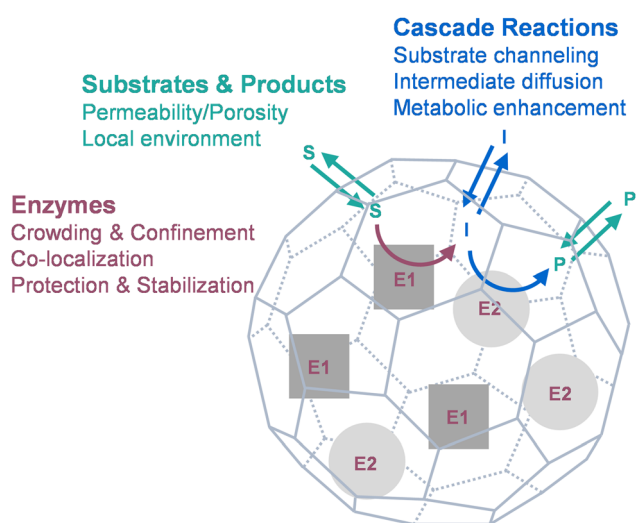 Cascade Reactions
Substrate channeling
Intermediate diffusion
Metabolic enhancement
Substrates & Products
Permeability/Porosity
Local environment
Enzymes
Crowding & Confinement
Co-localization
Protection & Stabilization
I
S
P
S
I
P
E1
E2
E1
E2
E1
E2